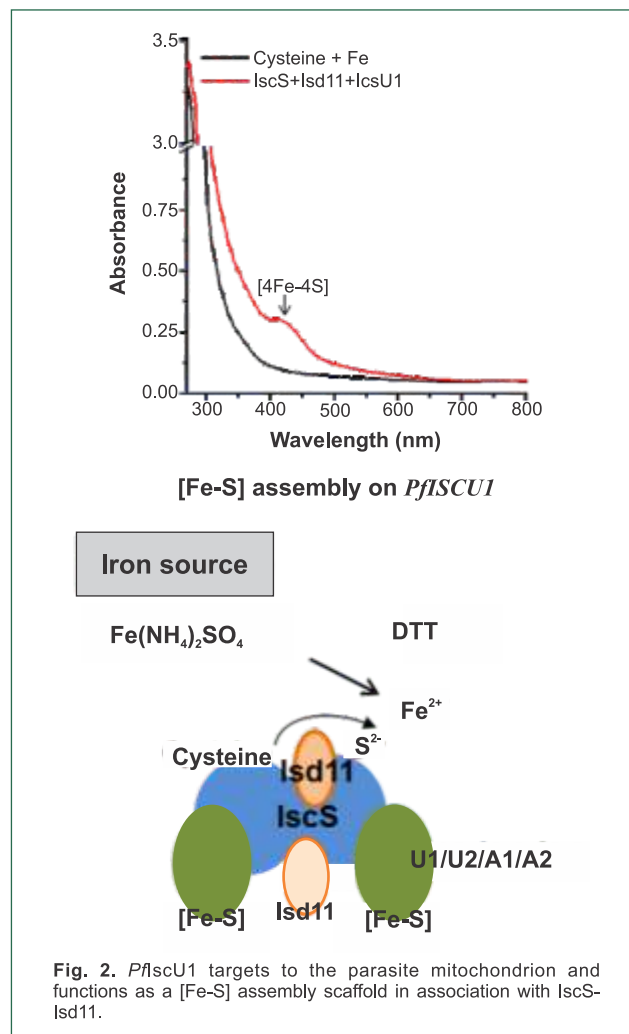 3.5
Cysteine + Fe
IscS+Isd11+IcsU1
3.0
Absorbance
0.75
[4Fe-4S]
0.50
0.25
0.00
300 400 500 600 700 800
Wavelength (nm)
[Fe-S] assembly on PfISCU1
Iron source
Fe(NH₄)₂SO₄
DTT
Fe²⁺
S²⁻
Cysteine
Isd11
IscS
U1/U2/A1/A2
[Fe-S] Isd11 [Fe-S]
Fig. 2. PfIscU1 targets to the parasite mitochondrion and
functions as a [Fe-S] assembly scaffold in association with IscS-
Isd11.